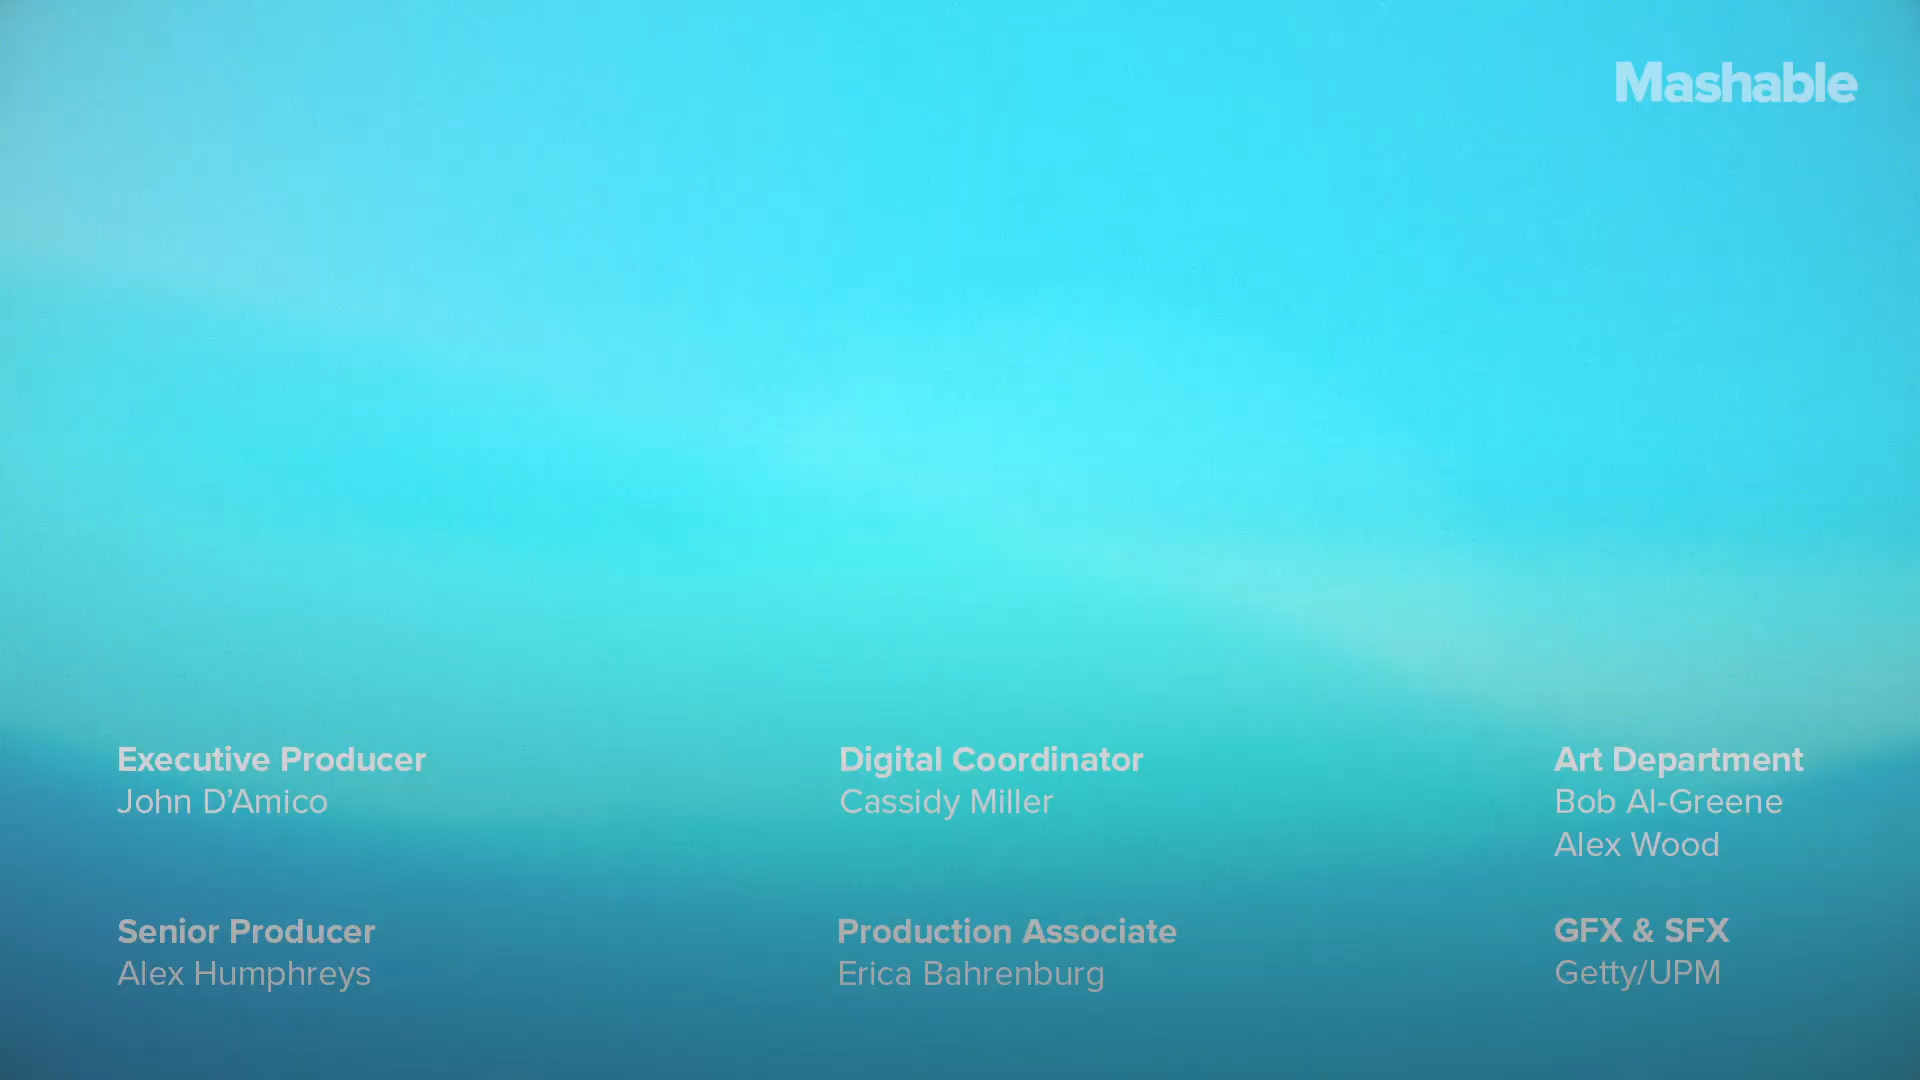 Mashable
Executive Producer
John D’Amico
Digital Coordinator
Cassidy Miller
Art Department
Bob Al-Greene
Alex Wood
Senior Producer
Alex Humphreys
Production Associate
Erica Bahrenburg
GFX & SFX
Getty/UPM